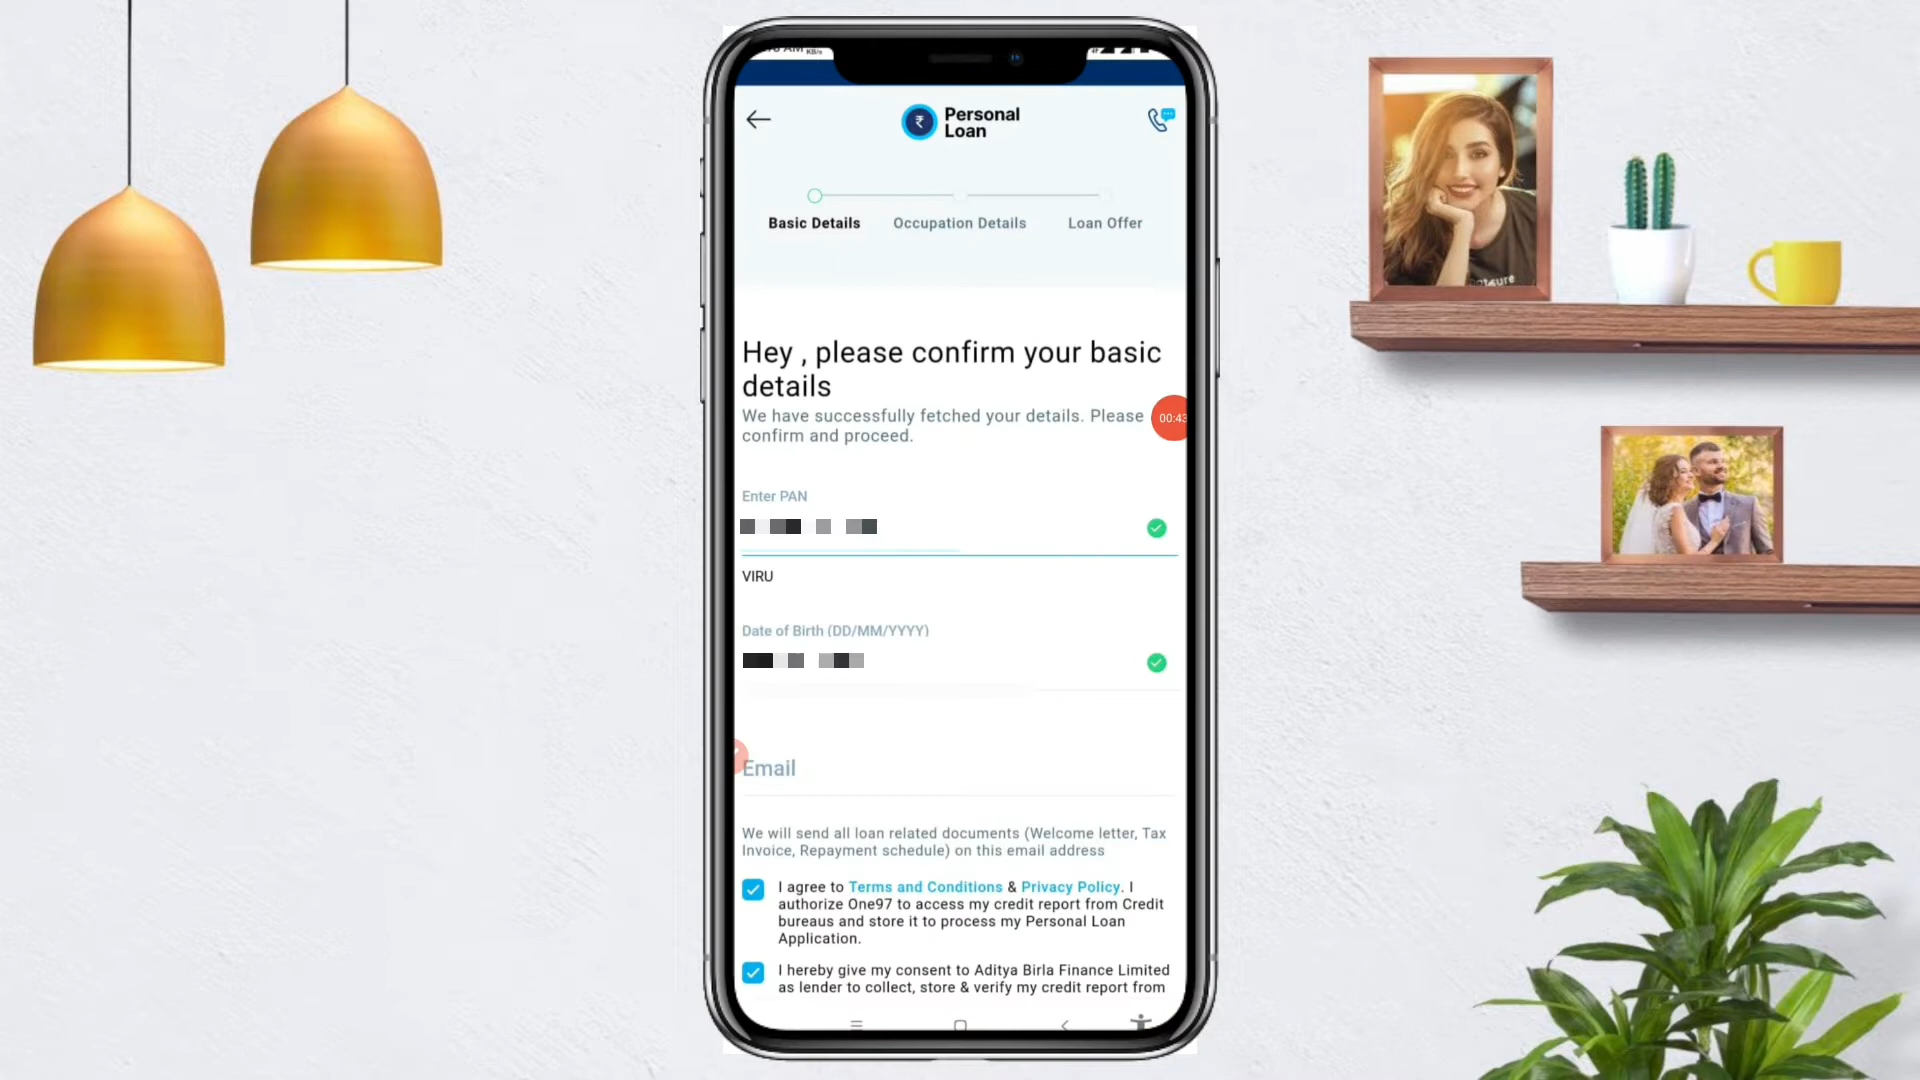 KB/s
₹ Personal
Loan
Basic Details Occupation Details Loan Offer
Hey , please confirm your basic
details
We have successfully fetched your details. Please
confirm and proceed.
00:43
Enter PAN
VIRU
Date of Birth (DD/MM/YYYY)
Email
We will send all loan related documents (Welcome letter, Tax
Invoice, Repayment schedule) on this email address
I agree to Terms and Conditions & Privacy Policy. I
authorize One97 to access my credit report from Credit
bureaus and store it to process my Personal Loan
Application.
I hereby give my consent to Aditya Birla Finance Limited
as lender to collect, store & verify my credit report from